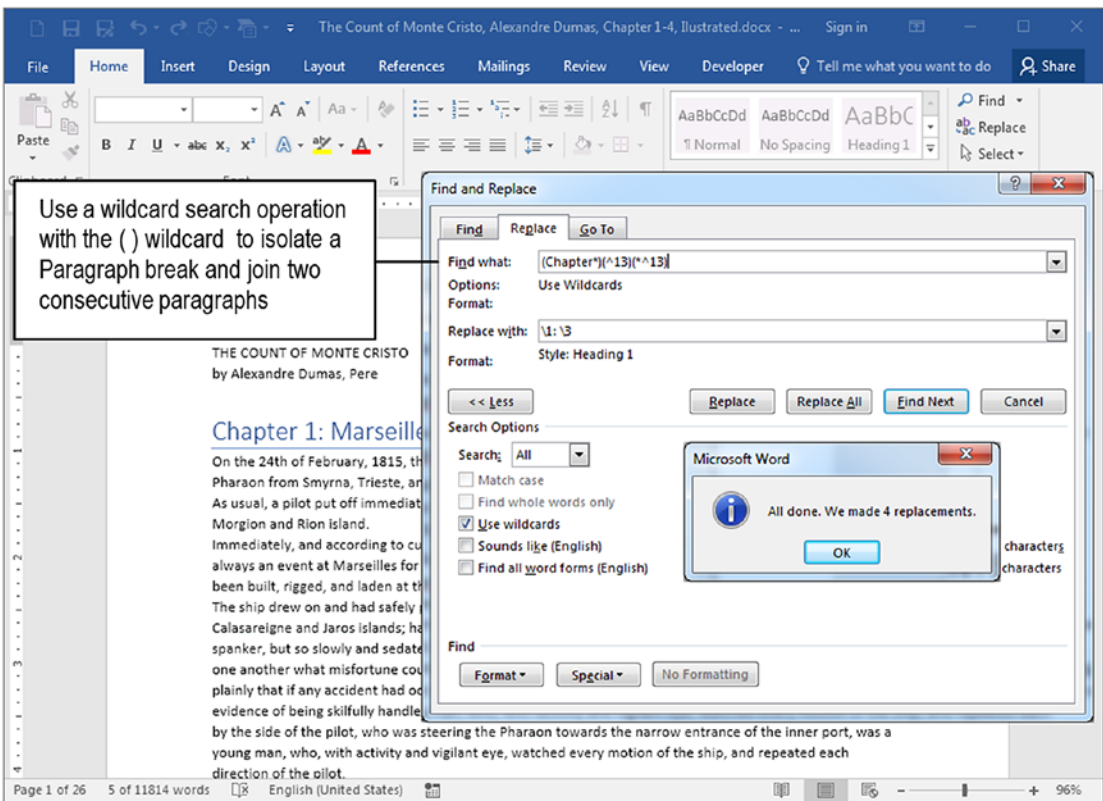 The Count of Monte Cristo, Alexandre Dumas, Chapter 1-4, Ilustrated.docx - ... Sign in
File Home Insert Design Layout References Mailings Review View Developer Tell me what you want to do Share
Paste
B I U abc X₂ X² A aby A
A A Aa
AaBbCcDd AaBbCcDd AaBbC
¶ Normal No Spacing Heading 1
Find
Replace
Select
Use a wildcard search operation
with the ( ) wildcard to isolate a
Paragraph break and join two
consecutive paragraphs
Find and Replace
Find Replace Go To
Find what: (Chapter*)(^13)(*^13)
Options: Use Wildcards
Format:
Replace with: \1: \3
Format: Style: Heading 1
<< Less Replace Replace All Find Next Cancel
Search Options
Search: All
Match case
Find whole words only
Use wildcards
Sounds like (English)
Find all word forms (English)
characters
characters
Microsoft Word
All done. We made 4 replacements.
OK
Find
Format Special No Formatting
THE COUNT OF MONTE CRISTO
by Alexandre Dumas, Pere
Chapter 1: Marseille
On the 24th of February, 1815, th
Pharaon from Smyrna, Trieste, an
As usual, a pilot put off immediat
Morgion and Rion island.
Immediately, and according to cu
always an event at Marseilles for
been built, rigged, and laden at th
The ship drew on and had safely
Calasareigne and Jaros islands; ha
spanker, but so slowly and sedate
one another what misfortune cou
plainly that if any accident had oc
evidence of being skilfully handle
by the side of the pilot, who was steering the Pharaon towards the narrow entrance of the inner port, was a
young man, who, with activity and vigilant eye, watched every motion of the ship, and repeated each
direction of the pilot.
Page 1 of 26 5 of 11814 words English (United States) 96%